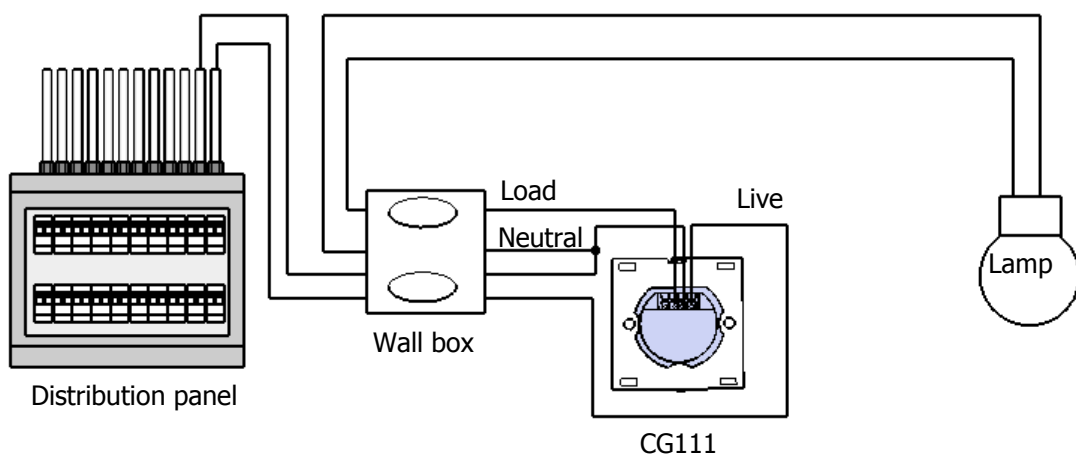 Load
Live
Neutral
Lamp
Wall box
Distribution panel
CG111